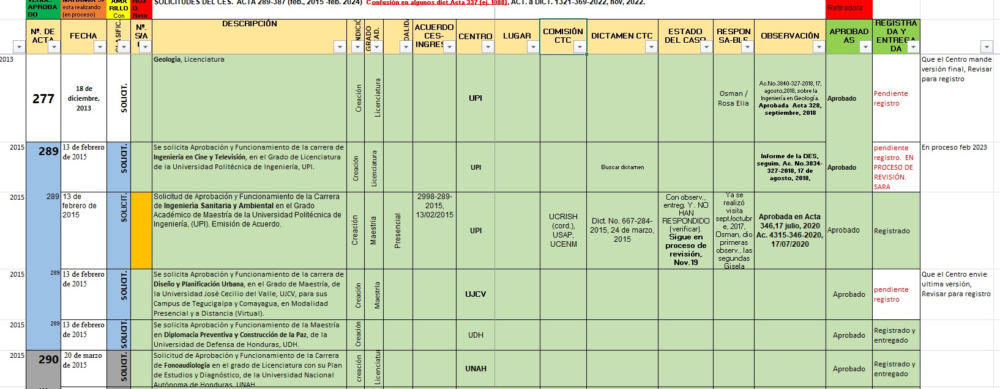 VERDE:
APROBA
DO
NARANJA: Se
esta realizando
(en proceso)
AMA
RILLO
Con
ROJ
O:
Retir
SOLICITUDES DEL CES. ACTA 289-387 (feb., 2015 -feb. 2024) Confusión en algunos dict.Acta 337 (ej. 1088). ACT. a DICT. 1321-369-2022, nov, 2022.
Retirado/a
Nº. DE
ACTA
FECHA
CLASIFIC.
Nº.
S/A
DESCRIPCIÓN
GRADO
ACUERDO
CES-
INGRES
CENTRO
LUGAR
COMISIÓN
CTC
DICTAMEN CTC
ESTADO
DEL CASO
RESPON
SA-BLE
OBSERVACIÓN
APROBAD
AS
REGISTRA
DA Y
ENTREGA
DA
2013
277
18 de
diciembre,
2013
SOLICIT.
Geologia, Licenciatura
Creación
Licenciatura
UPI
Osman /
Rosa Elia
Ac.No.3840-327-2018, 17,
agosto,2018, sobre la
Ingeniería en Geología.
Aprobada Acta 328,
septiembre, 2018
Aprobado
Pendiente
registro
Que el Centro mande
versión final, Revisar
para registro
2015
289
13 de febrero
de 2015
SOLICIT.
Se solicita Aprobación y Funcionamiento de la carrera de
Ingeniería en Cine y Televisión, en el Grado de Licenciatura
de la Universidad Politécnica de Ingeniería, UPI.
Creación
Licenciatura
UPI
Buscar dictamen
Informe de la DES,
seguim. Ac. No.3834-
327-2018, 17 de
agosto, 2018,
Aprobado
pendiente
registro. EN
PROCESO DE
REVISIÓN.
SARA
En proceso feb 2023
2015
289
13 de
febrero de
2015
SOLICIT.
Solicitud de Aprobación y Funcionamiento de la Carrera
de Ingeniería Sanitaria y Ambiental en el Grado
Académico de Maestría de la Universidad Politécnica de
Ingeniería, (UPI). Emisión de Acuerdo.
Creación
Maestría
Presencial
2998-289-
2015,
13/02/2015
UPI
UCRISH
(cord.),
USAP,
UCENM
Dict. No. 667-284-
2015, 24 de marzo,
2015
Con observ.,
entreg. Y . NO
HAN
RESPONDIDO
(verificar).
Sigue en
proceso de
revisión,
Nov.19
Ya se
realizó
visita
sept./octubr
e, 2017,
Osman, dio
primeras
observ., las
segundas
Gisela
Aprobada en Acta
346,17 julio, 2020
Ac. 4315-346-2020,
17/07/2020
Aprobado
Registrado
2015
289
13 de febrero
de 2015
SOLICIT.
Se solicita Aprobación y Funcionamiento de la carrera de
Diseño y Planificación Urbana, en el Grado de Maestría, de
la Universidad José Cecilio del Valle, UJCV, para sus
Campus de Tegucigalpa y Comayagua, en Modalidad
Presencial y a Distancia (Virtual).
Creación
Maestría
UJCV
Aprobado
pendiente
registro
Que el Centro envie
ultima versión,
Revisar para registro
2015
289
13 de febrero
de 2015
SOLICIT.
Se solicita Aprobación y Funcionamiento de la Maestría
en Diplomacia Preventiva y Construcción de la Paz, de la
Universidad de Defensa de Honduras, UDH.
Creación
UDH
Aprobado
Registrado y
entregado
2015
290
20 de marzo
de 2015
SOLICIT.
Solicitud de Aprobación y Funcionamiento de la Carrera
de Fonoaudiología en el grado de Licenciatura con su Plan
de Estudios y Diagnóstico, de la Universidad Nacional
Autónoma de Honduras, UNAH
creación
Licenciatur
UNAH
Aprobado
Registrado y
entregado